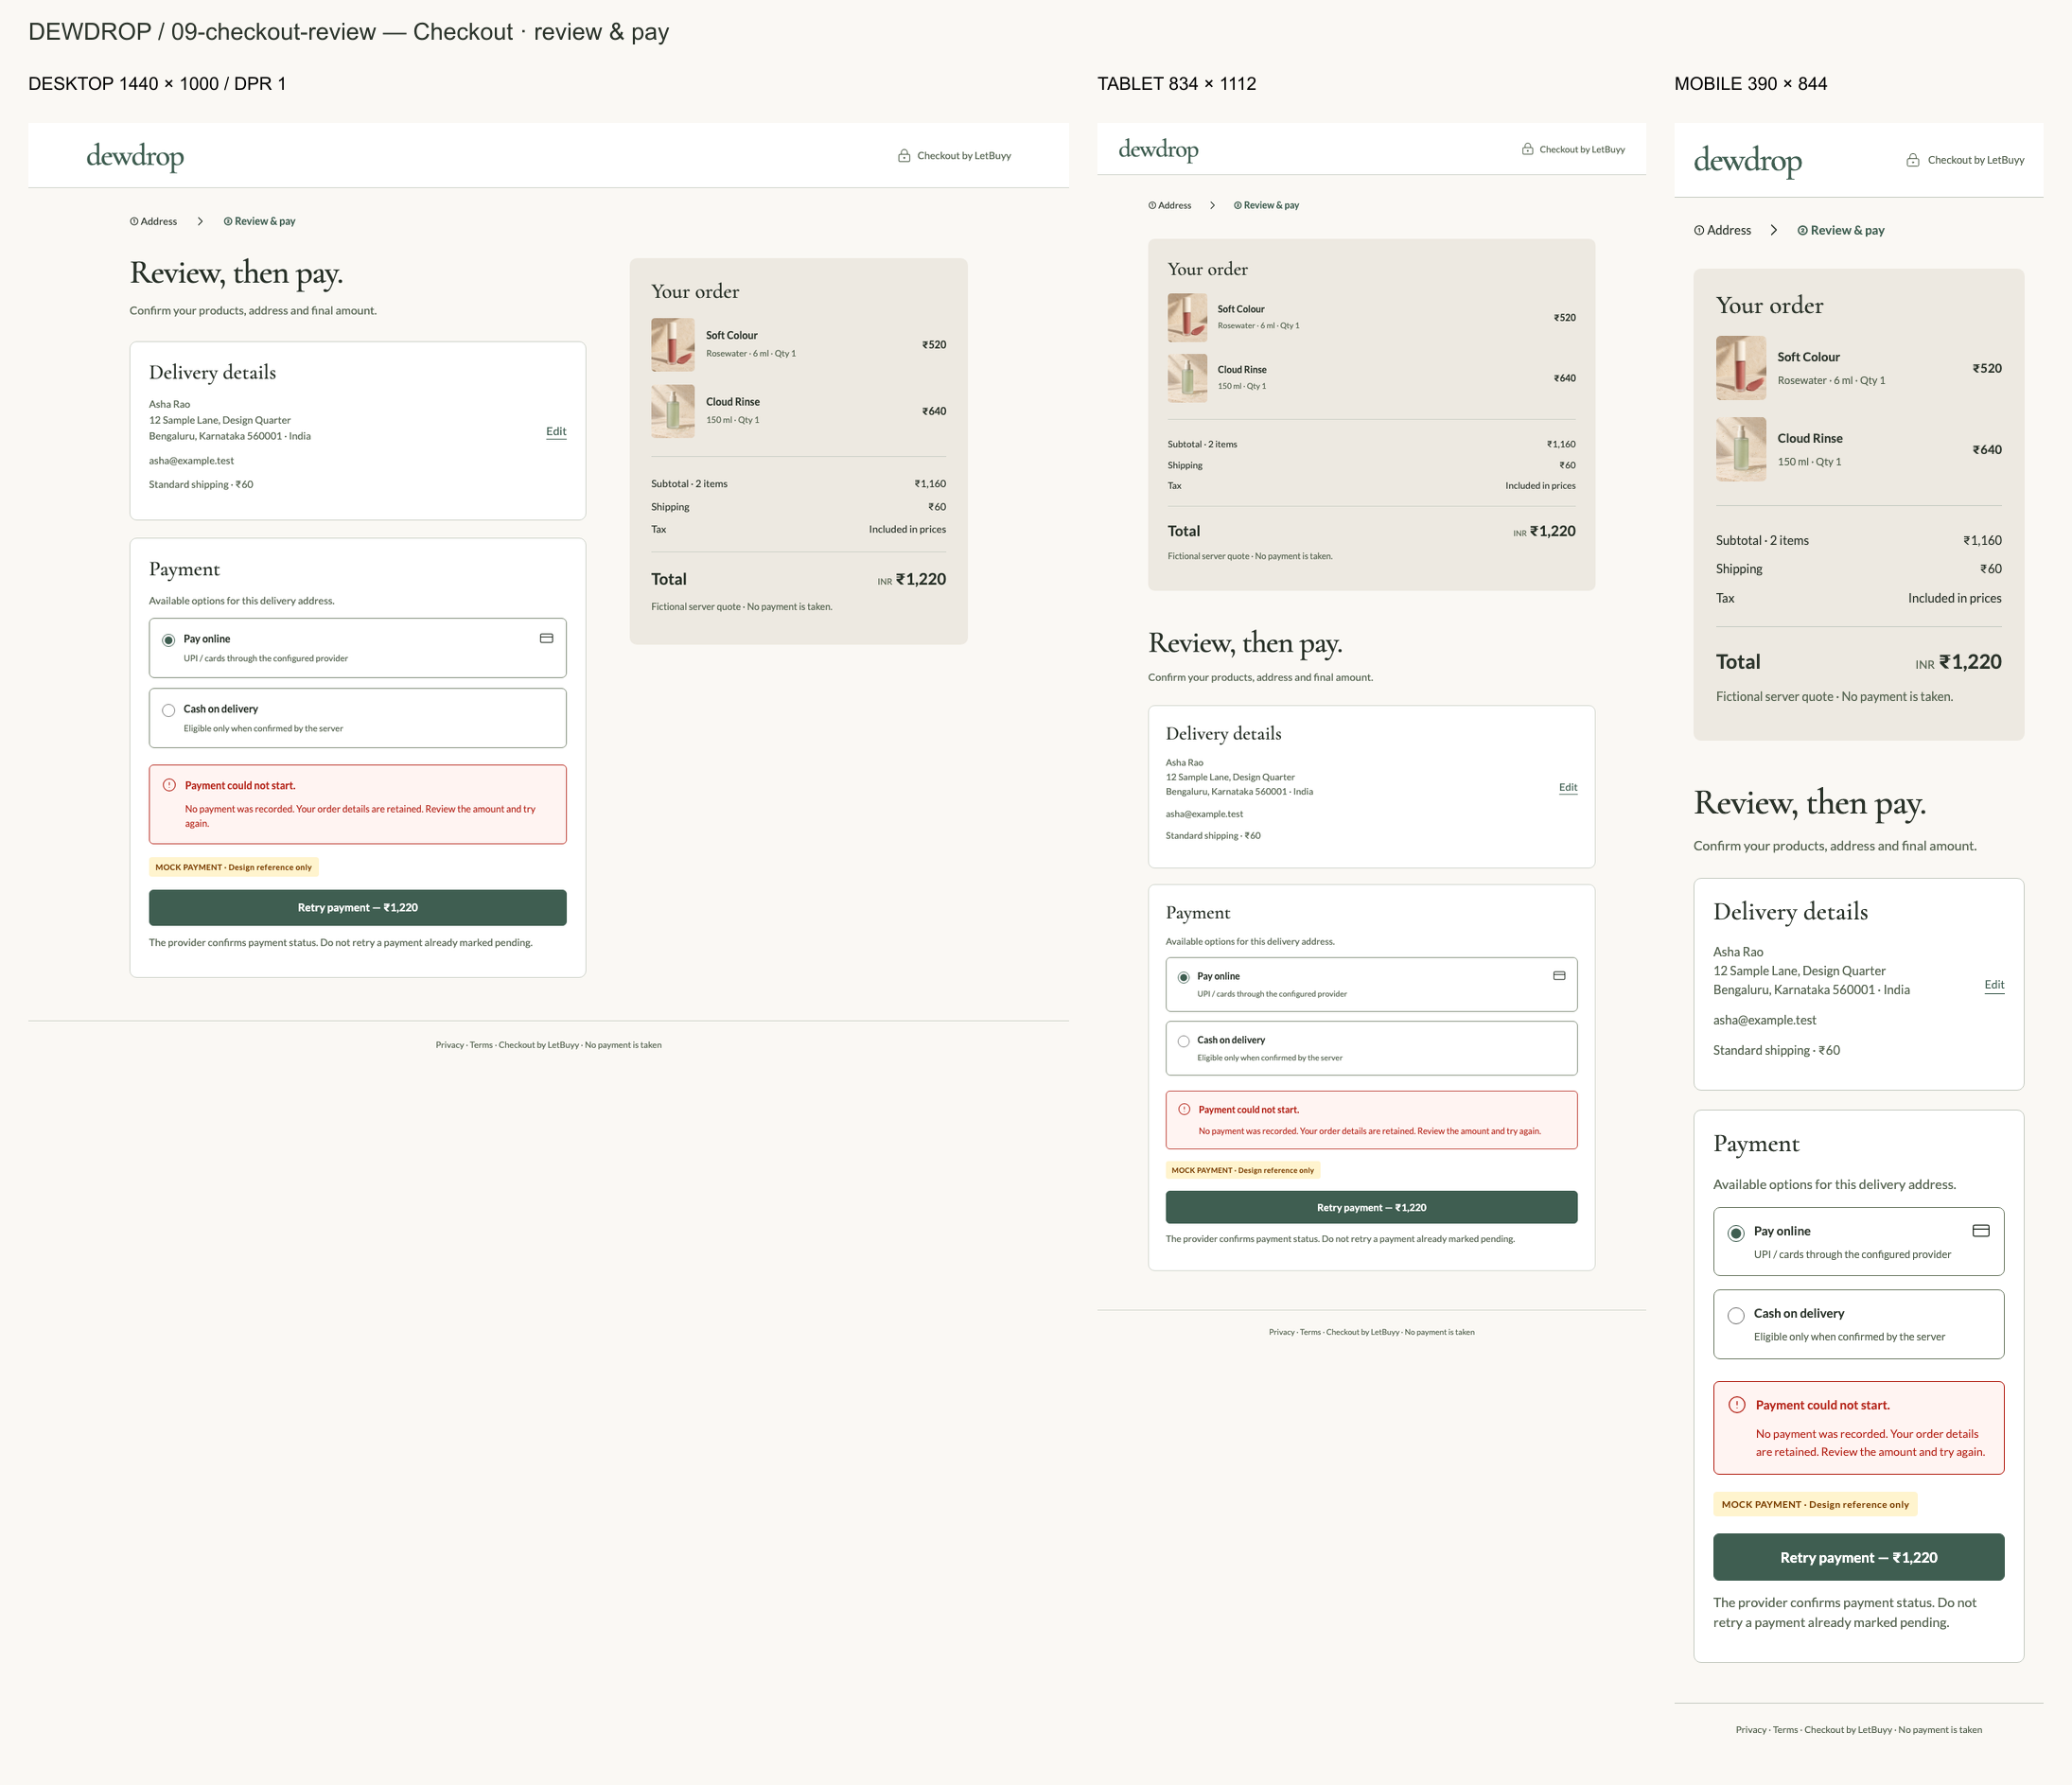 DEWDROP / 09-checkout-review — Checkout · review & pay
DESKTOP 1440 × 1000 / DPR 1
dewdrop
Checkout by LetBuyy
① Address
② Review & pay
Review, then pay.
Confirm your products, address and final amount.
Delivery details
Asha Rao
12 Sample Lane, Design Quarter
Bengaluru, Karnataka 560001 · India
Edit
asha@example.test
Standard shipping · ₹60
Payment
Available options for this delivery address.
Pay online
UPI / cards through the configured provider
Cash on delivery
Eligible only when confirmed by the server
Payment could not start.
No payment was recorded. Your order details are retained. Review the amount and try
again.
MOCK PAYMENT · Design reference only
Retry payment — ₹1,220
The provider confirms payment status. Do not retry a payment already marked pending.
Your order
Soft Colour
Rosewater · 6 ml · Qty 1
₹520
Cloud Rinse
150 ml · Qty 1
₹640
Subtotal · 2 items ₹1,160
Shipping ₹60
Tax Included in prices
Total INR ₹1,220
Fictional server quote · No payment is taken.
Privacy · Terms · Checkout by LetBuyy · No payment is taken
TABLET 834 × 1112
dewdrop
Checkout by LetBuyy
① Address
② Review & pay
Your order
Soft Colour
Rosewater · 6 ml · Qty 1
₹520
Cloud Rinse
150 ml · Qty 1
₹640
Subtotal · 2 items ₹1,160
Shipping ₹60
Tax Included in prices
Total INR ₹1,220
Fictional server quote · No payment is taken.
Review, then pay.
Confirm your products, address and final amount.
Delivery details
Asha Rao
12 Sample Lane, Design Quarter
Bengaluru, Karnataka 560001 · India
Edit
asha@example.test
Standard shipping · ₹60
Payment
Available options for this delivery address.
Pay online
UPI / cards through the configured provider
Cash on delivery
Eligible only when confirmed by the server
Payment could not start.
No payment was recorded. Your order details are retained. Review the amount and try again.
MOCK PAYMENT · Design reference only
Retry payment — ₹1,220
The provider confirms payment status. Do not retry a payment already marked pending.
Privacy · Terms · Checkout by LetBuyy · No payment is taken
MOBILE 390 × 844
dewdrop
Checkout by LetBuyy
① Address
② Review & pay
Your order
Soft Colour
Rosewater · 6 ml · Qty 1
₹520
Cloud Rinse
150 ml · Qty 1
₹640
Subtotal · 2 items ₹1,160
Shipping ₹60
Tax Included in prices
Total INR ₹1,220
Fictional server quote · No payment is taken.
Review, then pay.
Confirm your products, address and final amount.
Delivery details
Asha Rao
12 Sample Lane, Design Quarter
Bengaluru, Karnataka 560001 · India
Edit
asha@example.test
Standard shipping · ₹60
Payment
Available options for this delivery address.
Pay online
UPI / cards through the configured provider
Cash on delivery
Eligible only when confirmed by the server
Payment could not start.
No payment was recorded. Your order details
are retained. Review the amount and try again.
MOCK PAYMENT · Design reference only
Retry payment — ₹1,220
The provider confirms payment status. Do not
retry a payment already marked pending.
Privacy · Terms · Checkout by LetBuyy · No payment is taken